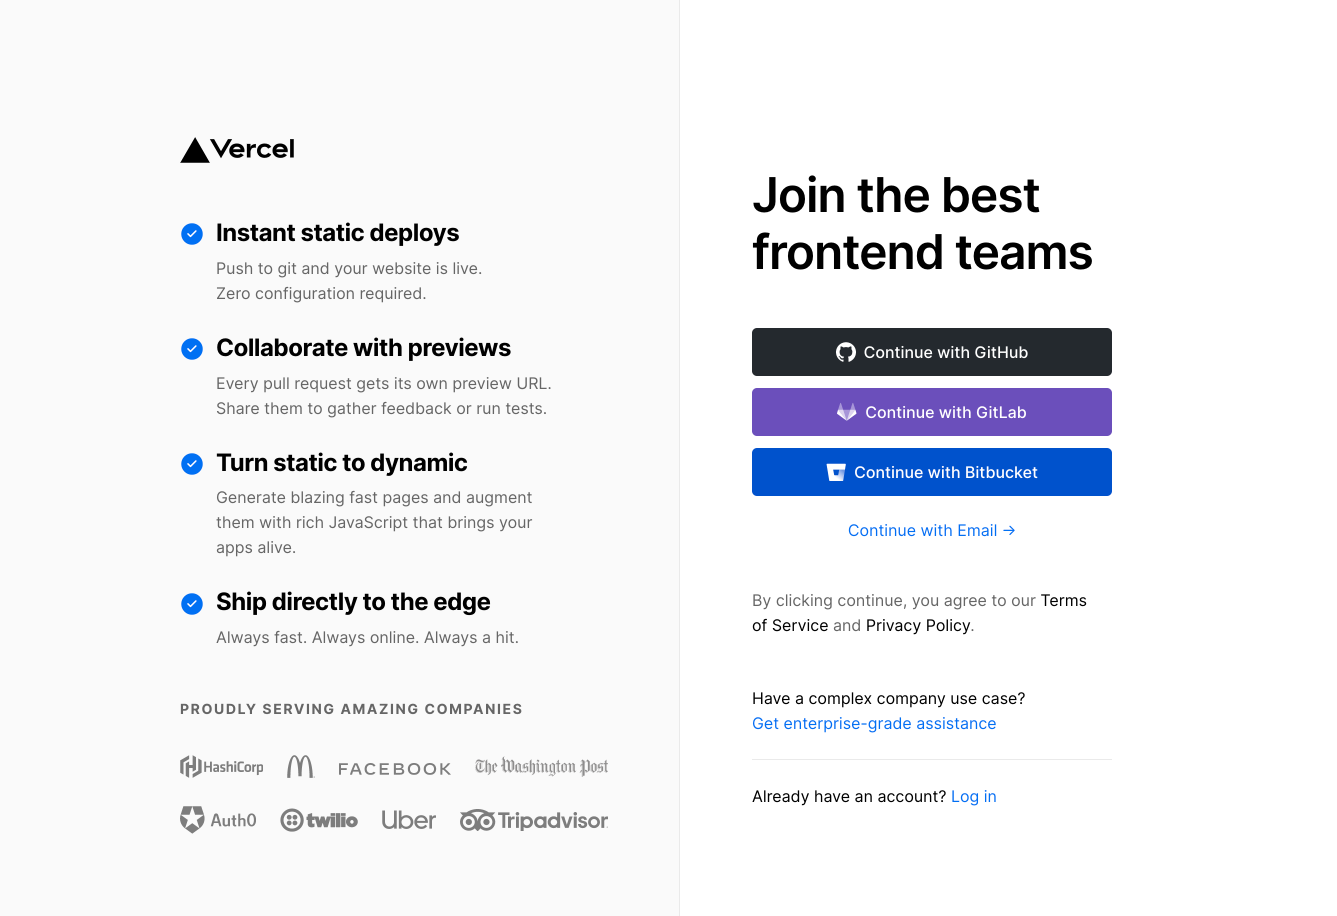 Vercel
Instant static deploys
Push to git and your website is live.
Zero configuration required.
Collaborate with previews
Every pull request gets its own preview URL.
Share them to gather feedback or run tests.
Turn static to dynamic
Generate blazing fast pages and augment
them with rich JavaScript that brings your
apps alive.
Ship directly to the edge
Always fast. Always online. Always a hit.
PROUDLY SERVING AMAZING COMPANIES
HashiCorp FACEBOOK The Washington Post
Auth0 twilio Uber Tripadvisor
Join the best
frontend teams
Continue with GitHub
Continue with GitLab
Continue with Bitbucket
Continue with Email →
By clicking continue, you agree to our Terms
of Service and Privacy Policy.
Have a complex company use case?
Get enterprise-grade assistance
Already have an account? Log in